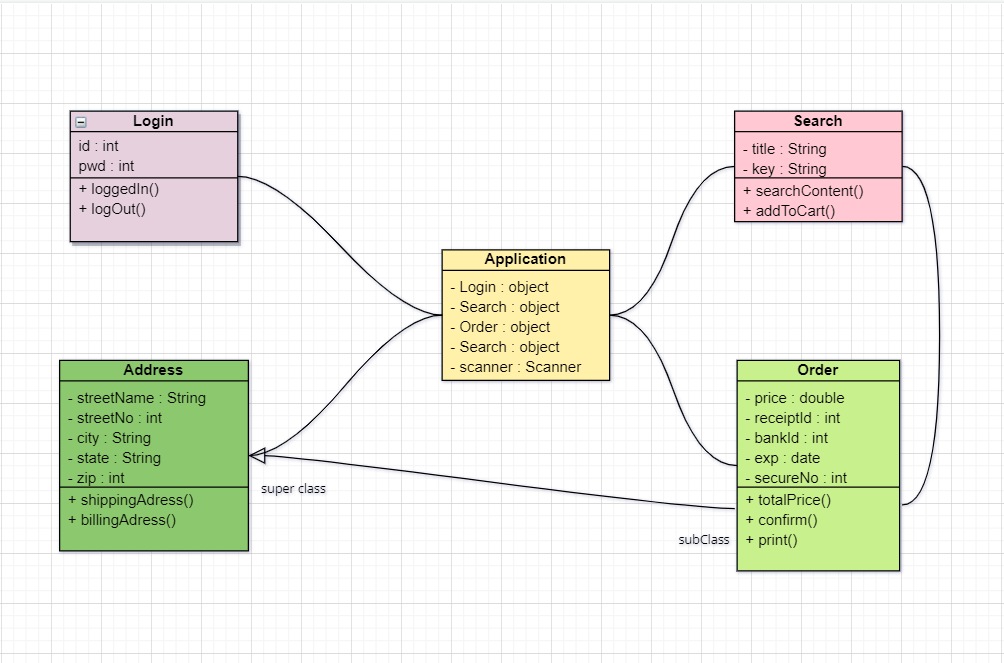 Login
id : int
pwd : int
+ loggedIn()
+ logOut()
Search
- title : String
- key : String
+ searchContent()
+ addToCart()
Application
- Login : object
- Search : object
- Order : object
- Search : object
- scanner : Scanner
Address
- streetName : String
- streetNo : int
- city : String
- state : String
- zip : int
+ shippingAdress()
+ billingAdress()
super class
Order
- price : double
- receiptId : int
- bankId : int
- exp : date
- secureNo : int
+ totalPrice()
+ confirm()
+ print()
subClass